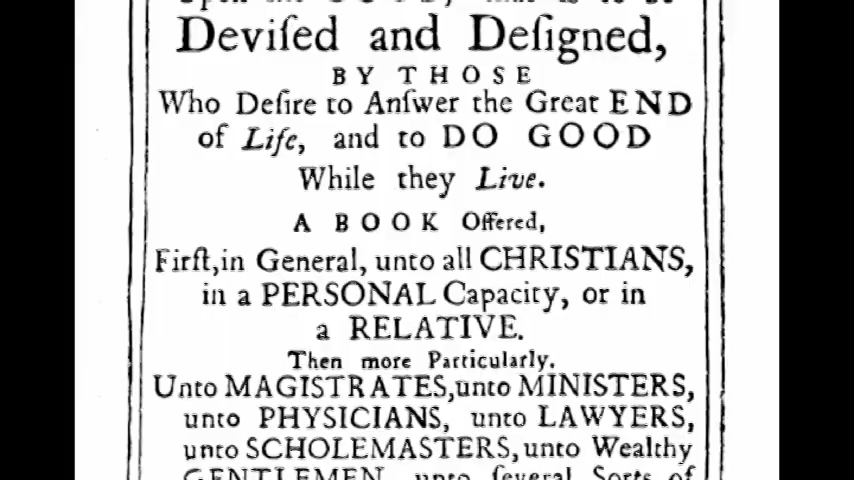 Deviſed and Deſigned,
BY THOSE
Who Deſire to Anſwer the Great END
of Life, and to DO GOOD
While they Live.
A BOOK Offered,
Firſt, in General, unto all CHRISTIANS,
in a PERSONAL Capacity, or in
a RELATIVE.
Then more Particularly.
Unto MAGISTRATES, unto MINISTERS,
unto PHYSICIANS, unto LAWYERS,
unto SCHOLEMASTERS, unto Wealthy
GENTLEMEN, unto ſeveral Sorts of